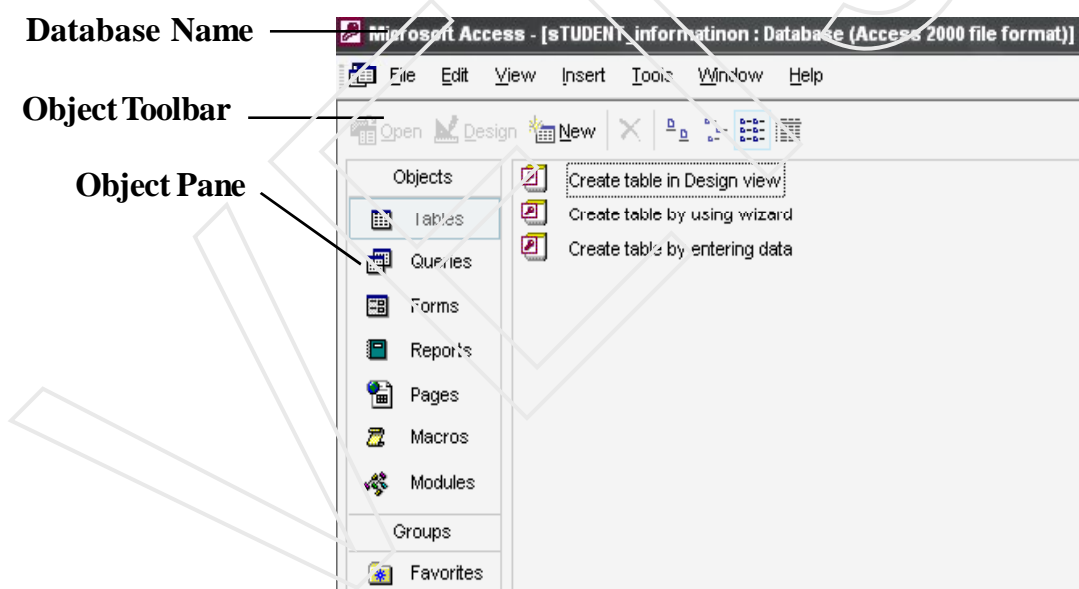 Database Name
Microsoft Access - [sTUDENT_informatinon : Database (Access 2000 file format)]
File Edit View Insert Tools Window Help
Object Toolbar
Open Design New
Object Pane
Objects
Create table in Design view
Tables
Create table by using wizard
Queries
Create table by entering data
Forms
Reports
Pages
Macros
Modules
Groups
Favorites